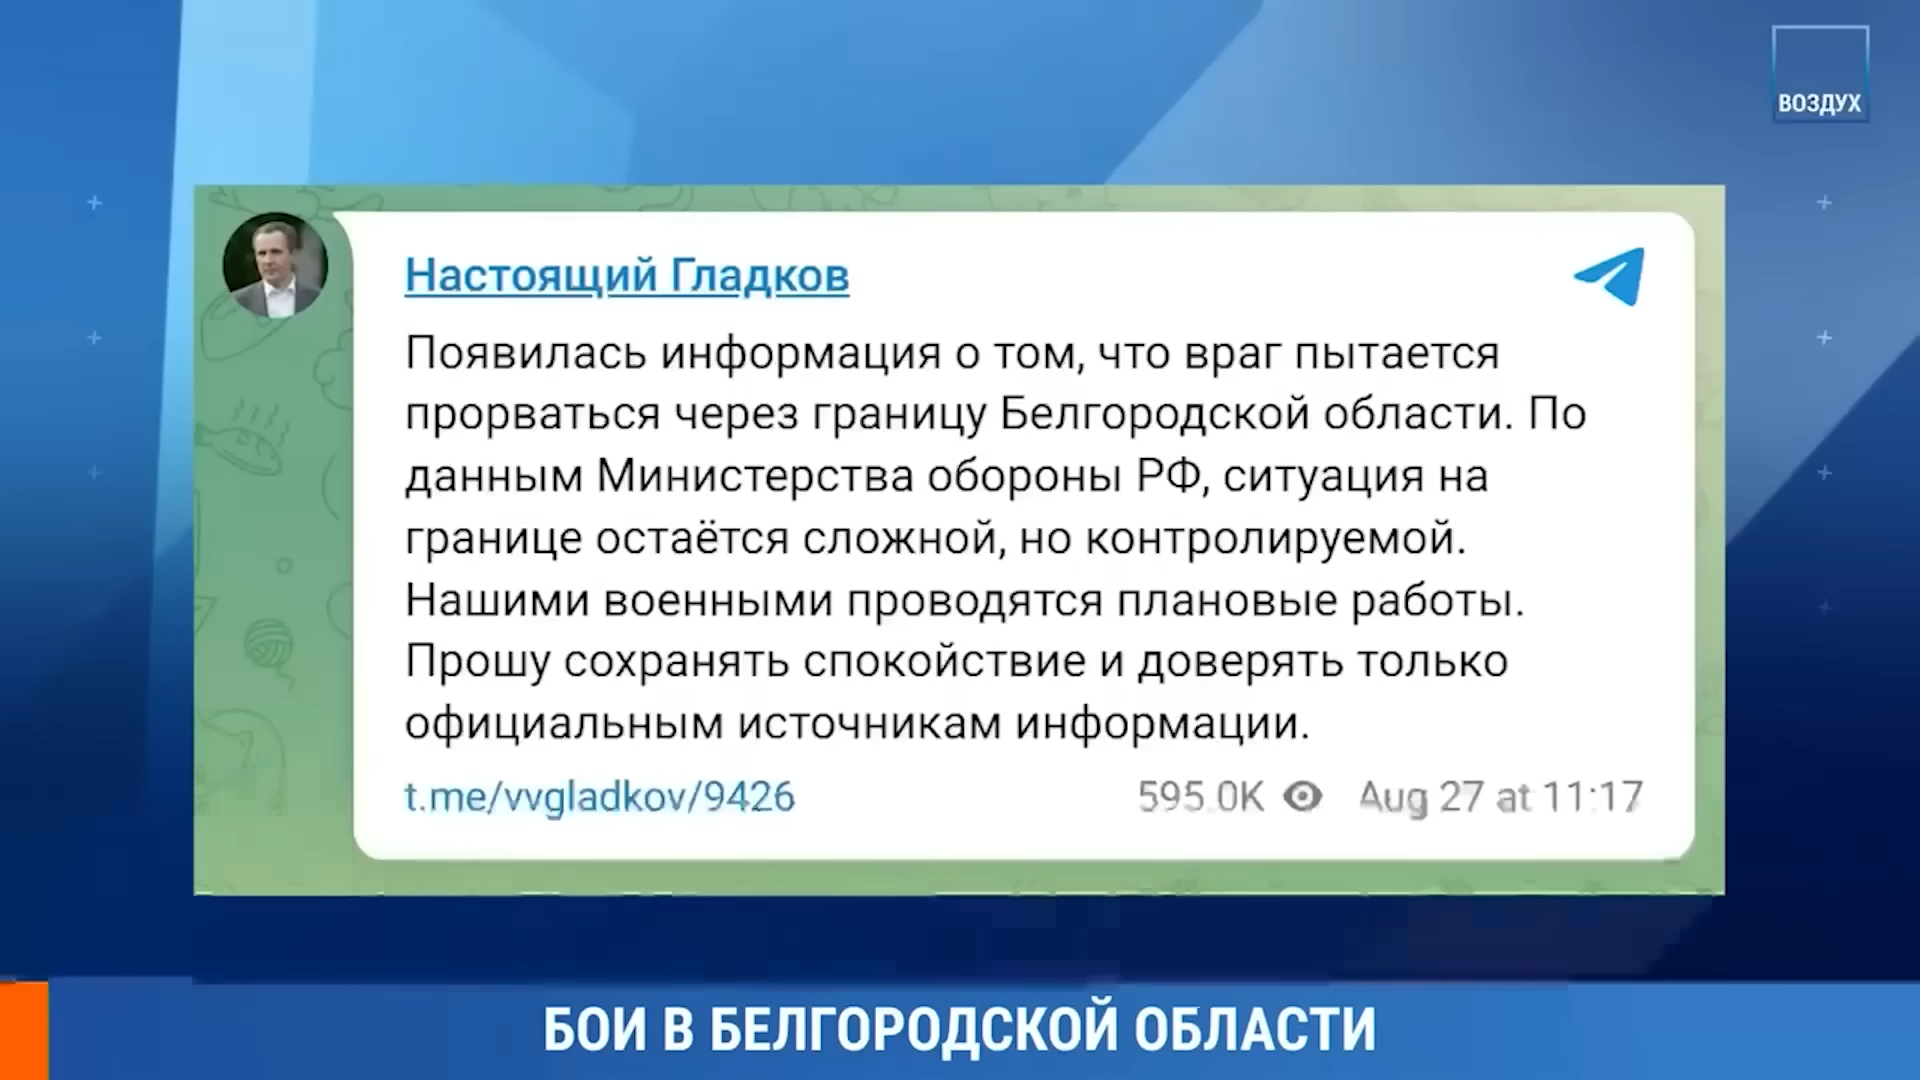 ВОЗДУХ
Настоящий Гладков
Появилась информация о том, что враг пытается
прорваться через границу Белгородской области. По
данным Министерства обороны РФ, ситуация на
границе остаётся сложной, но контролируемой.
Нашими военными проводятся плановые работы.
Прошу сохранять спокойствие и доверять только
официальным источникам информации.
t.me/vvgladkov/9426 595.0K Aug 27 at 11:17
БОИ В БЕЛГОРОДСКОЙ ОБЛАСТИ